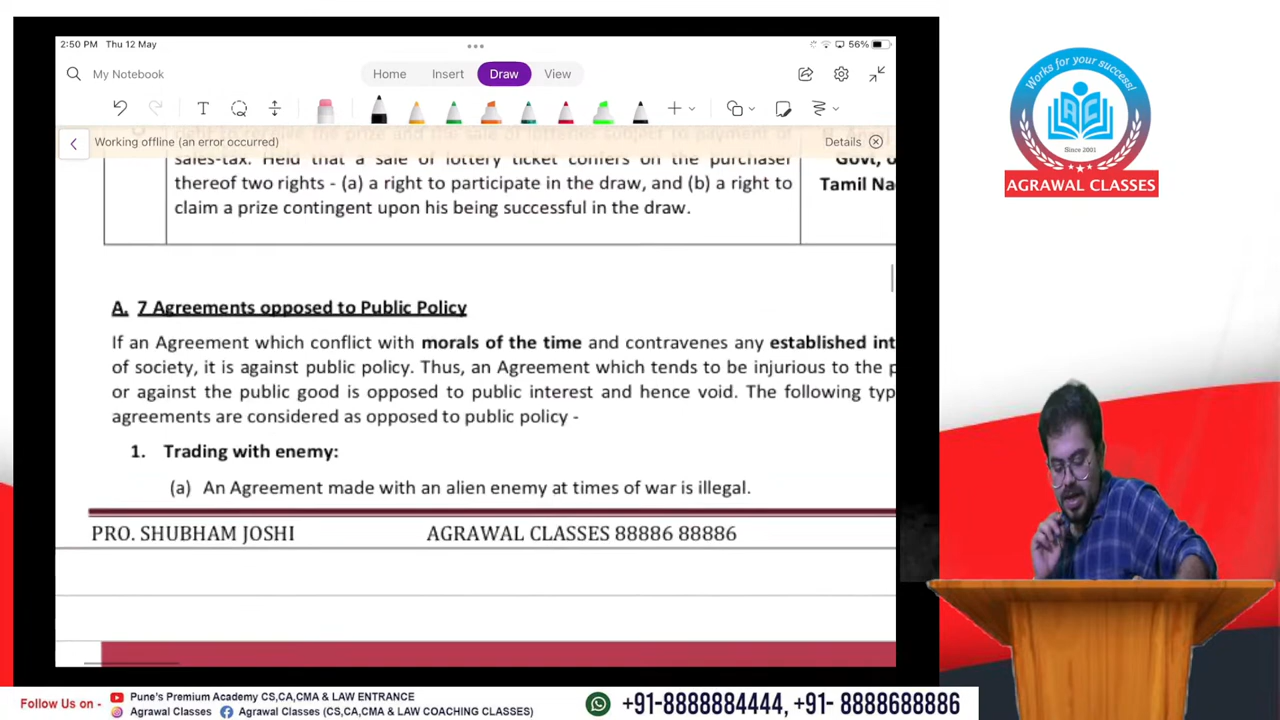 2:50 PM Thu 12 May
56%
My Notebook
Home Insert Draw View
Working offline (an error occurred)
Details
sales-tax. Held that a sale of lottery ticket confers on the purchaser
thereof two rights - (a) a right to participate in the draw, and (b) a right to
claim a prize contingent upon his being successful in the draw.
Govt, o
Tamil Na
A. 7 Agreements opposed to Public Policy
If an Agreement which conflict with morals of the time and contravenes any established int
of society, it is against public policy. Thus, an Agreement which tends to be injurious to the p
or against the public good is opposed to public interest and hence void. The following typ
agreements are considered as opposed to public policy -
1. Trading with enemy:
(a) An Agreement made with an alien enemy at times of war is illegal.
PRO. SHUBHAM JOSHI AGRAWAL CLASSES 88886 88886
Works for your success!
AC
Since 2001
AGRAWAL CLASSES
Follow Us on - Pune's Premium Academy CS,CA,CMA & LAW ENTRANCE
Agrawal Classes Agrawal Classes (CS,CA,CMA & LAW COACHING CLASSES)
+91-8888884444, +91- 8888688886